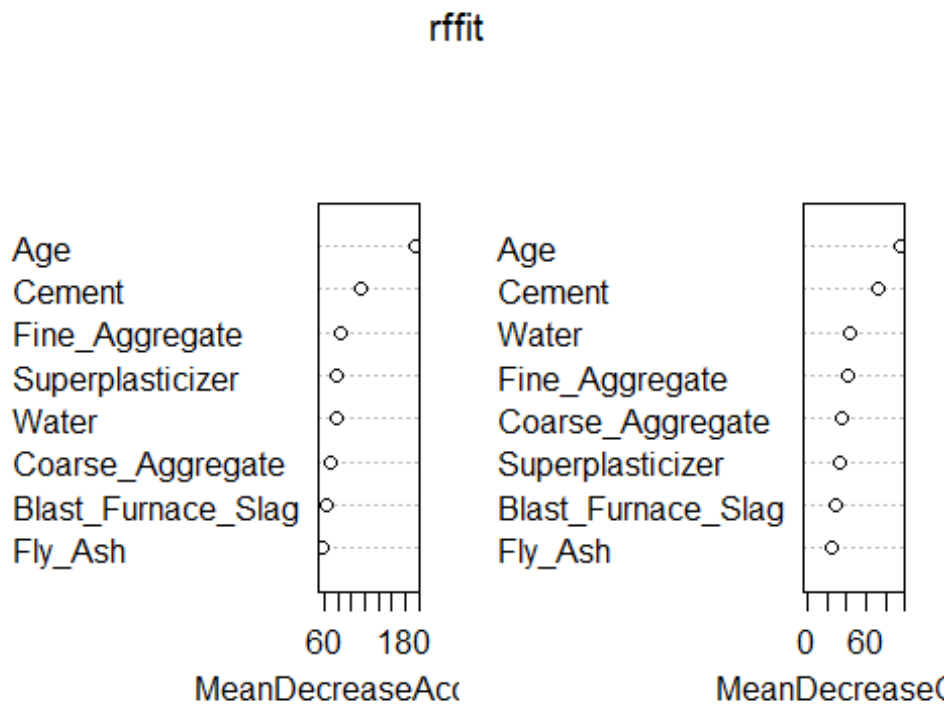 rffit
Age
Cement
Fine_Aggregate
Superplasticizer
Water
Coarse_Aggregate
Blast_Furnace_Slag
Fly_Ash
60 180
MeanDecreaseAcc
Age
Cement
Water
Fine_Aggregate
Coarse_Aggregate
Superplasticizer
Blast_Furnace_Slag
Fly_Ash
0 60
MeanDecreaseG